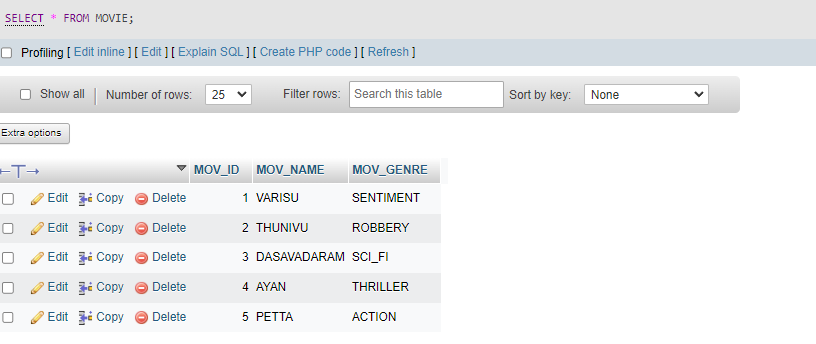 SELECT * FROM MOVIE;
Profiling [ Edit inline ] [ Edit ] [ Explain SQL ] [ Create PHP code ] [ Refresh ]
Show all Number of rows: 25 Filter rows: Search this table Sort by key: None
Extra options
MOV_ID MOV_NAME MOV_GENRE
Edit Copy Delete 1 VARISU SENTIMENT
Edit Copy Delete 2 THUNIVU ROBBERY
Edit Copy Delete 3 DASAVADARAM SCI_FI
Edit Copy Delete 4 AYAN THRILLER
Edit Copy Delete 5 PETTA ACTION